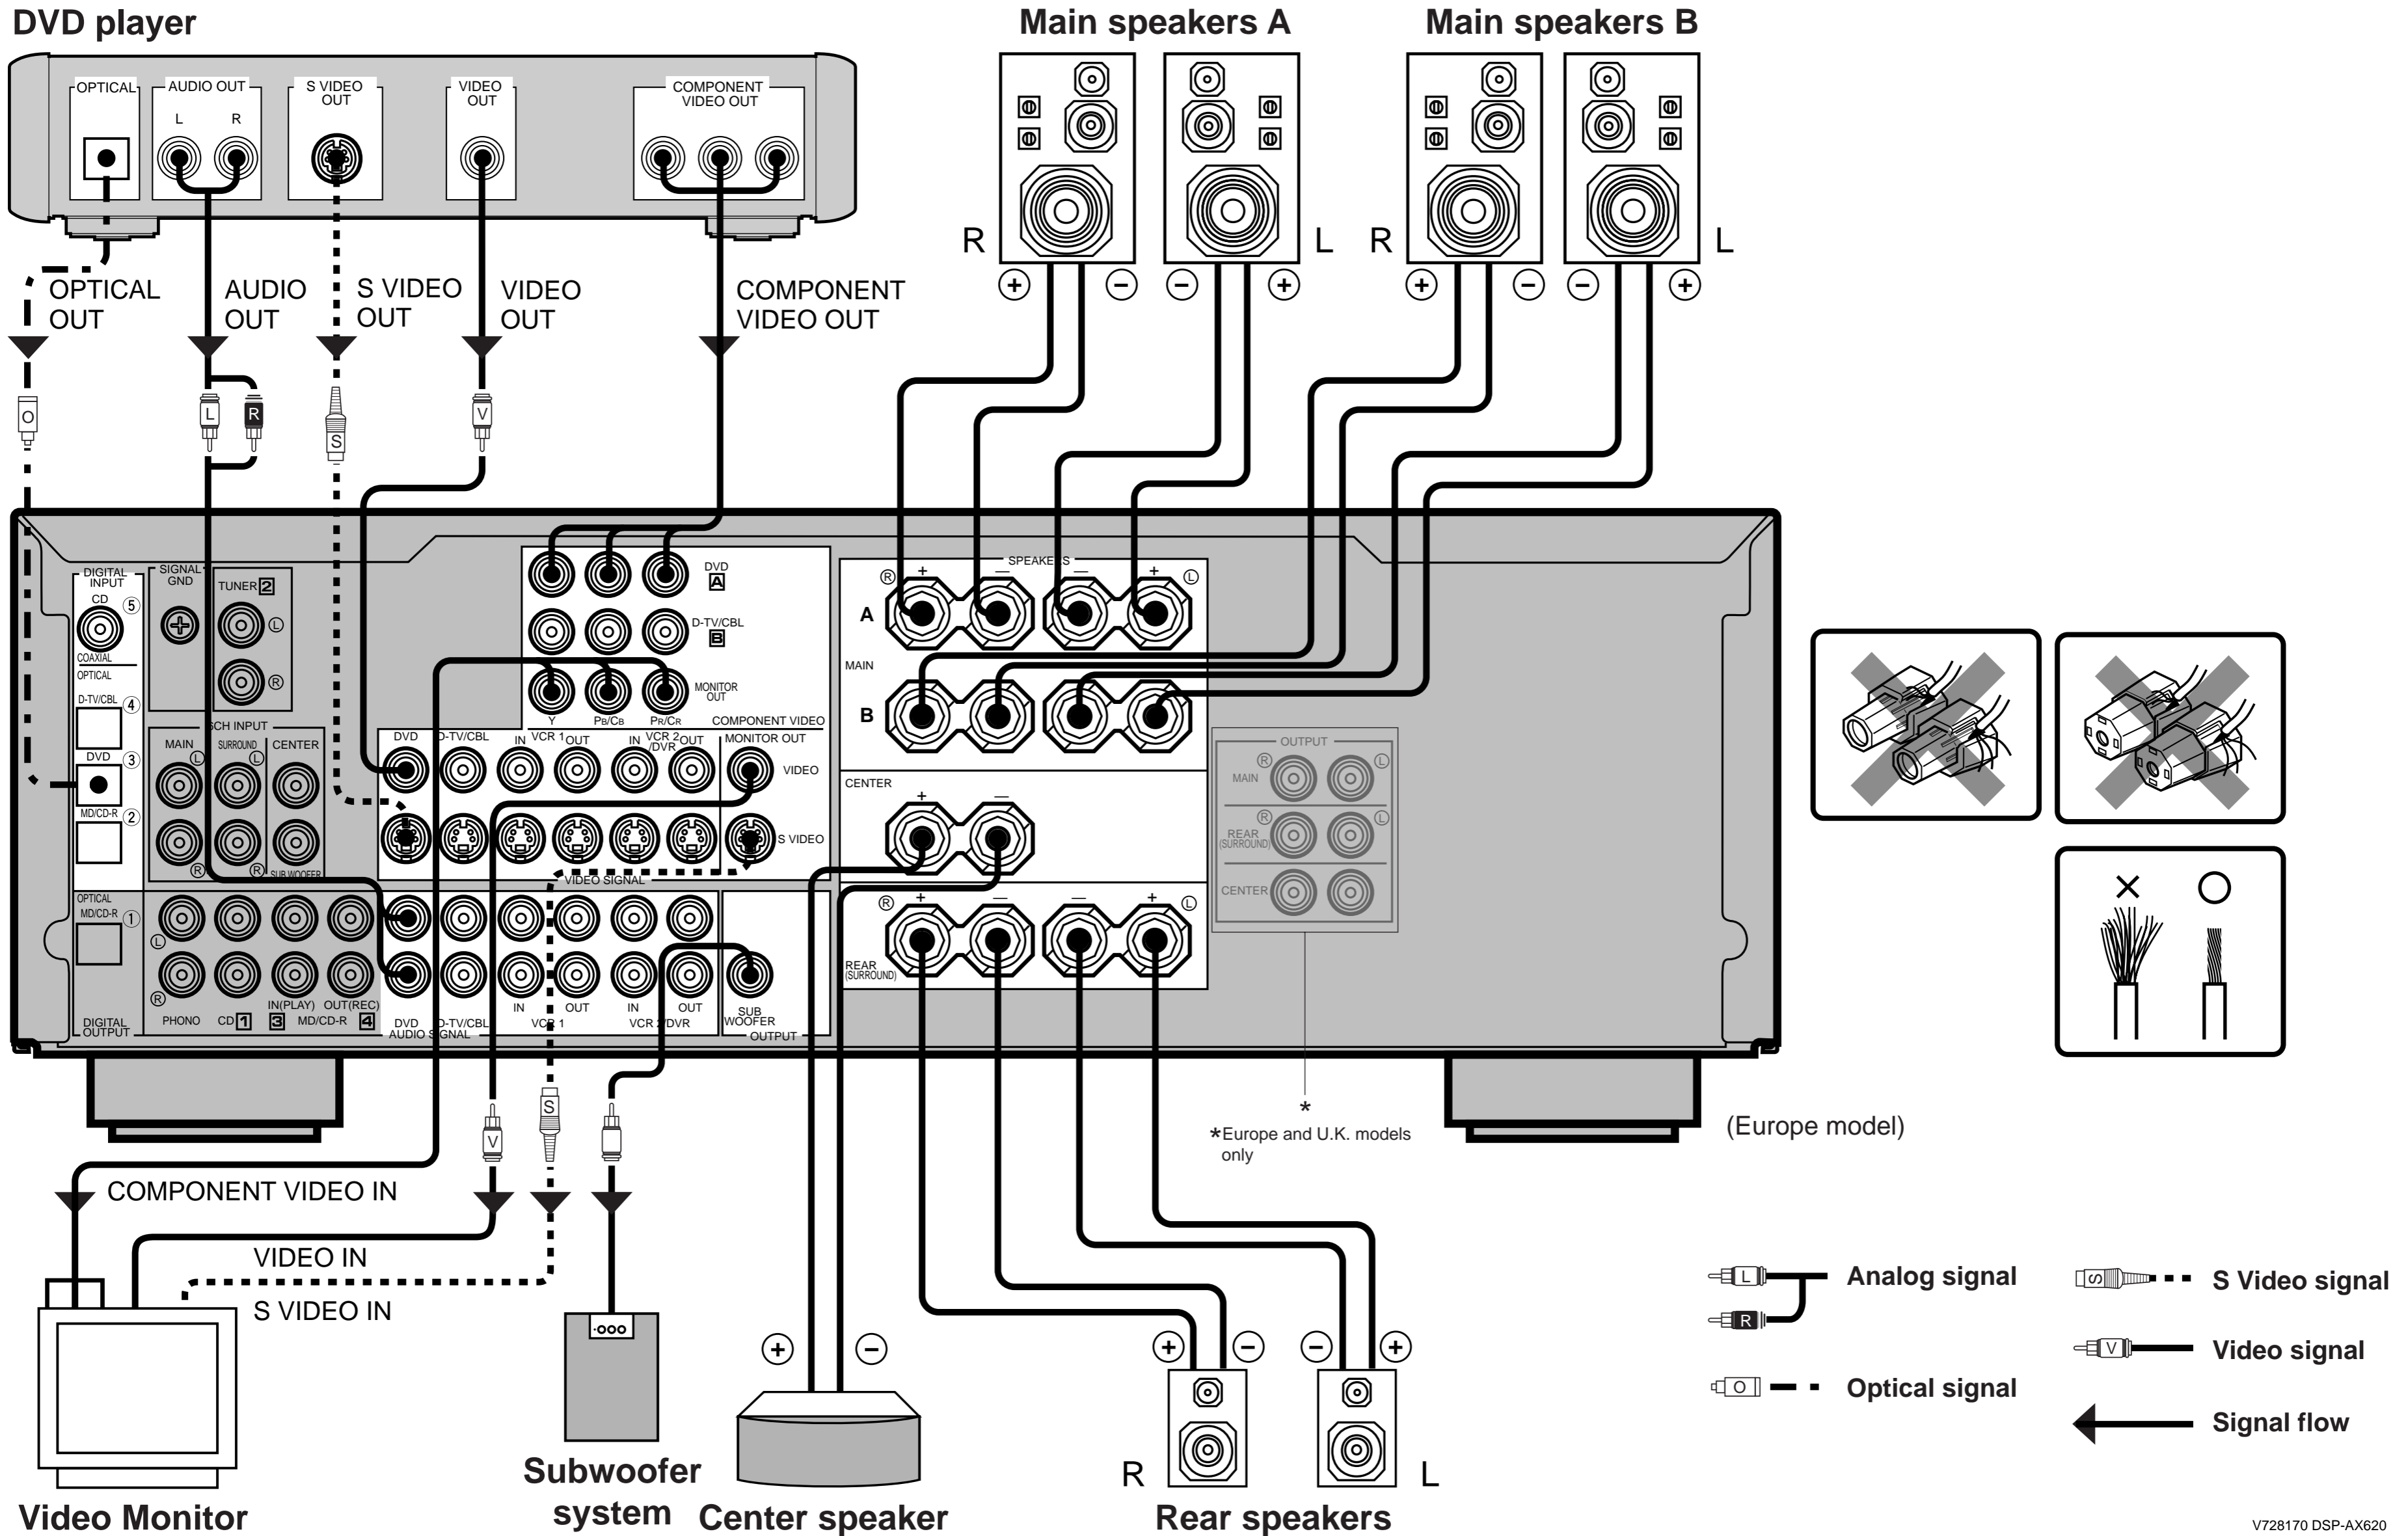 DVD player
Main speakers A
Main speakers B
OPTICAL
AUDIO OUT
L R
S VIDEO
OUT
VIDEO
OUT
COMPONENT
VIDEO OUT
R
L
R
L
+ − − +
+ − − +
OPTICAL
OUT
AUDIO
OUT
S VIDEO
OUT
VIDEO
OUT
COMPONENT
VIDEO OUT
O
L
R
S
V
DIGITAL
INPUT
CD
⑤
COAXIAL
OPTICAL
D-TV/CBL
④
DVD
③
MD/CD-R
②
OPTICAL
MD/CD-R
①
DIGITAL
OUTPUT
SIGNAL
GND
TUNER 2
L
R
6CH INPUT
MAIN
SURROUND
CENTER
L
L
R
R
SUB WOOFER
L
R
PHONO
CD 1
IN(PLAY)
OUT(REC)
3 MD/CD-R 4
DVD
A
D-TV/CBL
B
MONITOR
OUT
Y
PB/CB
PR/CR
COMPONENT VIDEO
DVD
D-TV/CBL
IN VCR 1 OUT
IN VCR 2
/DVR OUT
MONITOR OUT
VIDEO
S VIDEO
VIDEO SIGNAL
IN
OUT
IN
OUT
DVD
D-TV/CBL
VCR 1
VCR 2/DVR
AUDIO SIGNAL
SUB
WOOFER
OUTPUT
SPEAKERS
R + — — + L
A
MAIN
B
CENTER
+ —
R + — — + L
REAR
(SURROUND)
OUTPUT
R
L
MAIN
R
L
REAR
(SURROUND)
CENTER
*
*Europe and U.K. models
only
(Europe model)
V
S
COMPONENT VIDEO IN
VIDEO IN
S VIDEO IN
+ −
+ − − +
R
L
Video Monitor
Subwoofer
system
Center speaker
Rear speakers
L
R
Analog signal
O
Optical signal
S
S Video signal
V
Video signal
Signal flow
V728170 DSP-AX620